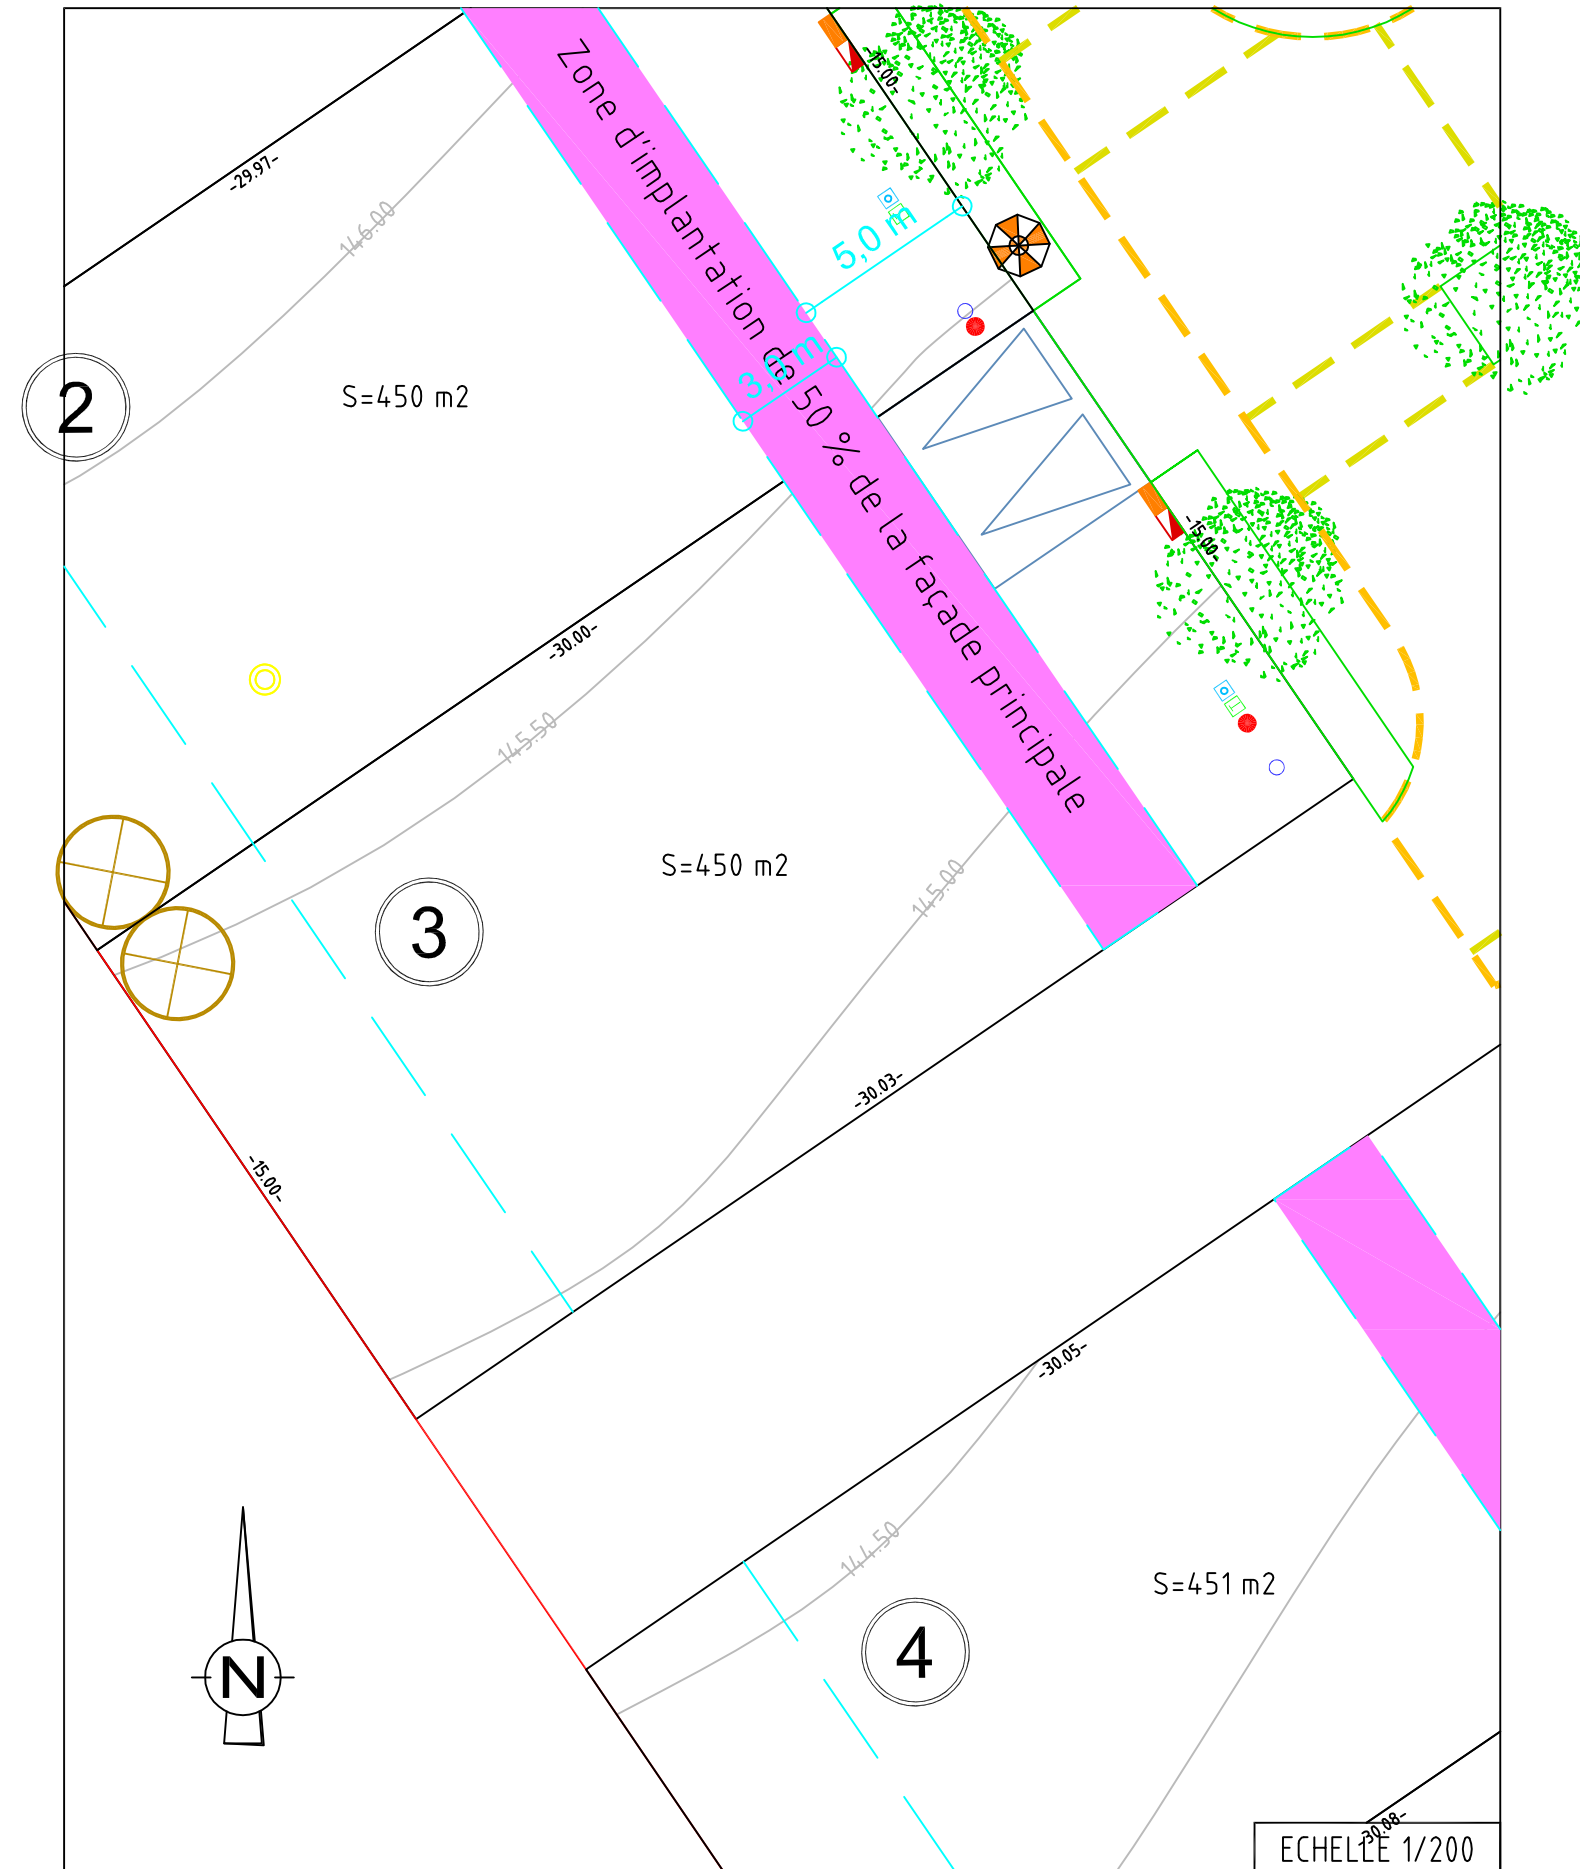 -15.00-
-29.97-
146.00
Zone d'implantation de 50 % de la façade principale
5,0 m
3,0 m
2
S=450 m2
-15.00-
-30.00-
145.50
S=450 m2
3
145.00
-30.03-
-15.00-
-30.05-
144.50
S=451 m2
4
N
-30.08-
ECHELLE 1/200